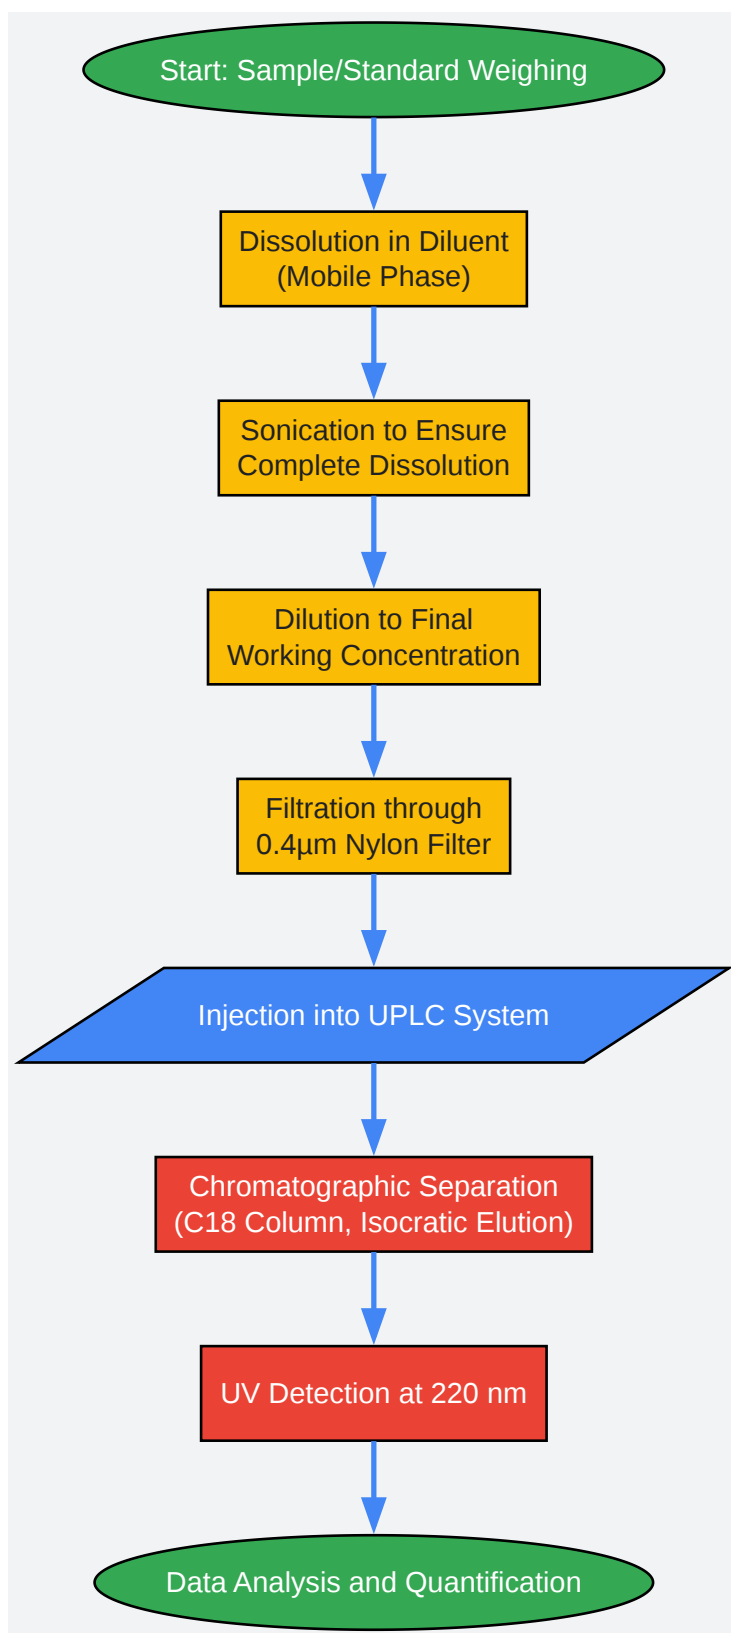 Start: Sample/Standard Weighing
Dissolution in Diluent
(Mobile Phase)
Sonication to Ensure
Complete Dissolution
Dilution to Final
Working Concentration
Filtration through
0.4µm Nylon Filter
Injection into UPLC System
Chromatographic Separation
(C18 Column, Isocratic Elution)
UV Detection at 220 nm
Data Analysis and Quantification